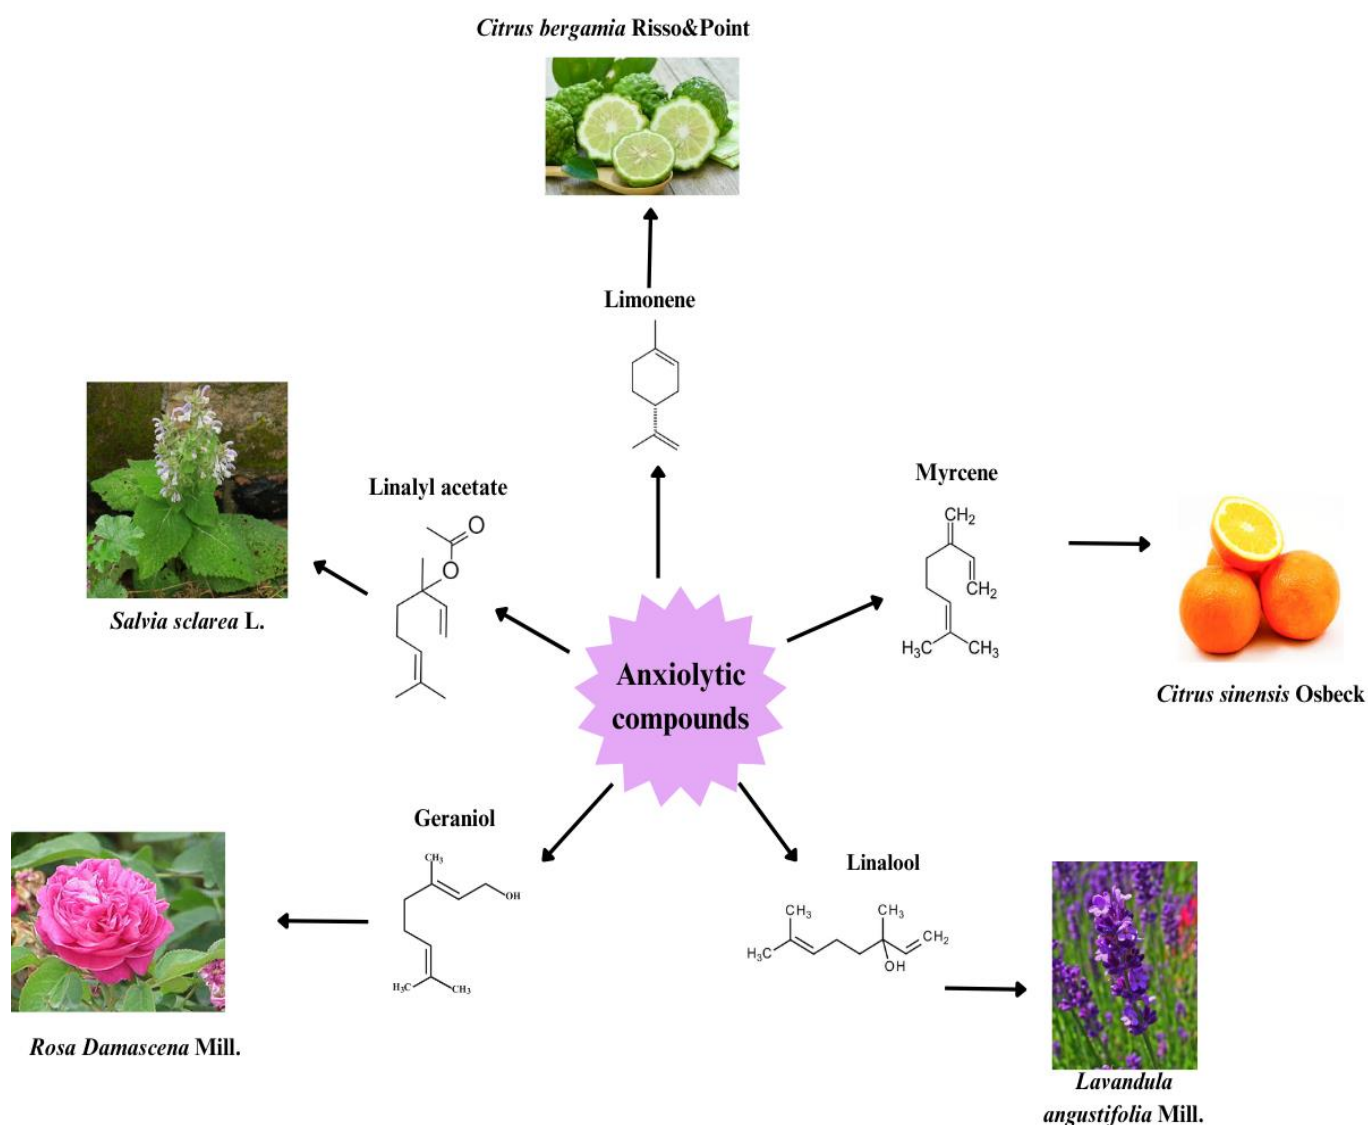 Citrus bergamia Risso&Point
Limonene
Linalyl acetate
O
O
Salvia sclarea L.
Myrcene
CH2
CH2
H3C
CH3
Citrus sinensis Osbeck
Anxiolytic
compounds
Geraniol
CH3
OH
H3C
CH3
Rosa Damascena Mill.
Linalool
CH3
CH3
H3C
CH2
OH
Lavandula
angustifolia Mill.